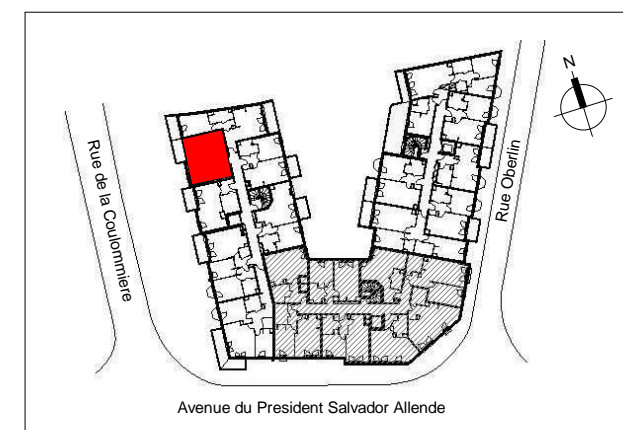 N
Rue de la Coulommiere
Rue Oberlin
Avenue du President Salvador Allende